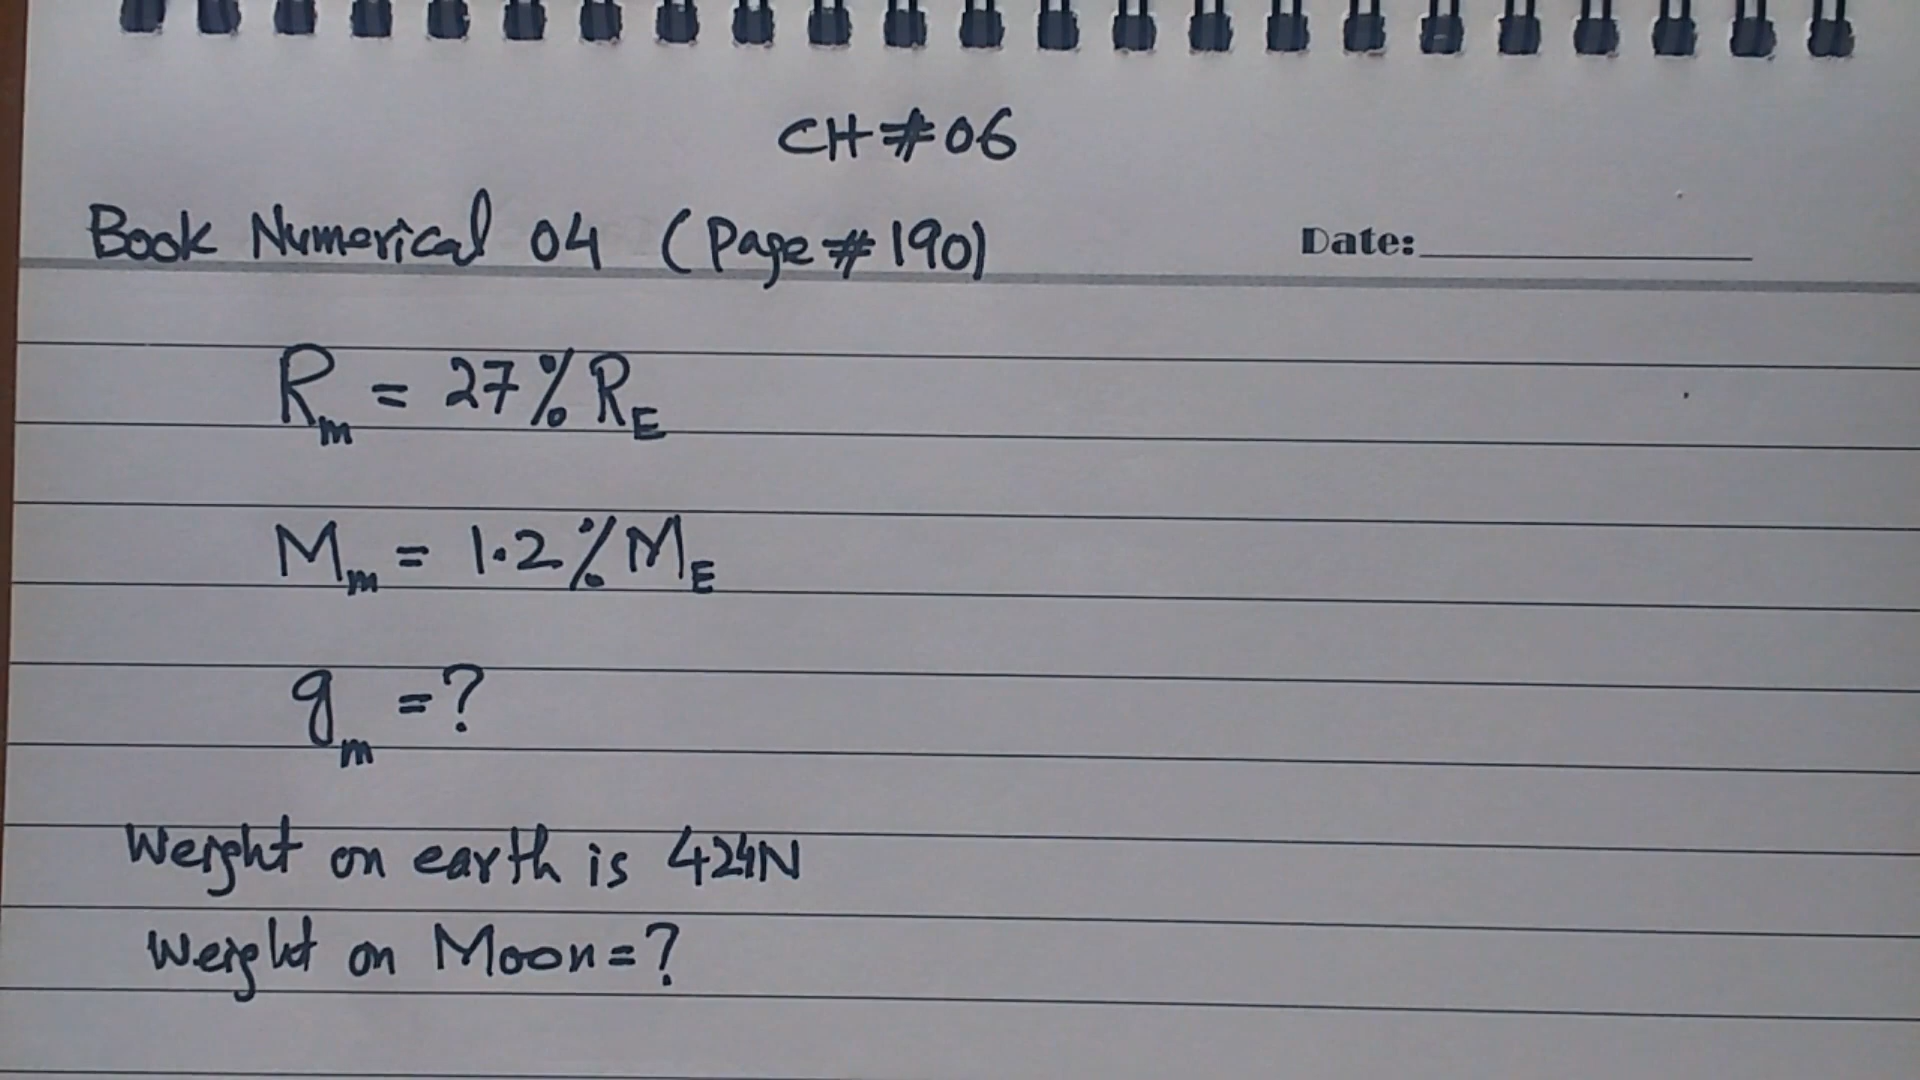 CH#06
Book Numerical 04 (Page # 190)
Date:
Rm = 27% RE
Mm = 1.2% ME
gm = ?
Weight on earth is 424N
Weight on Moon = ?